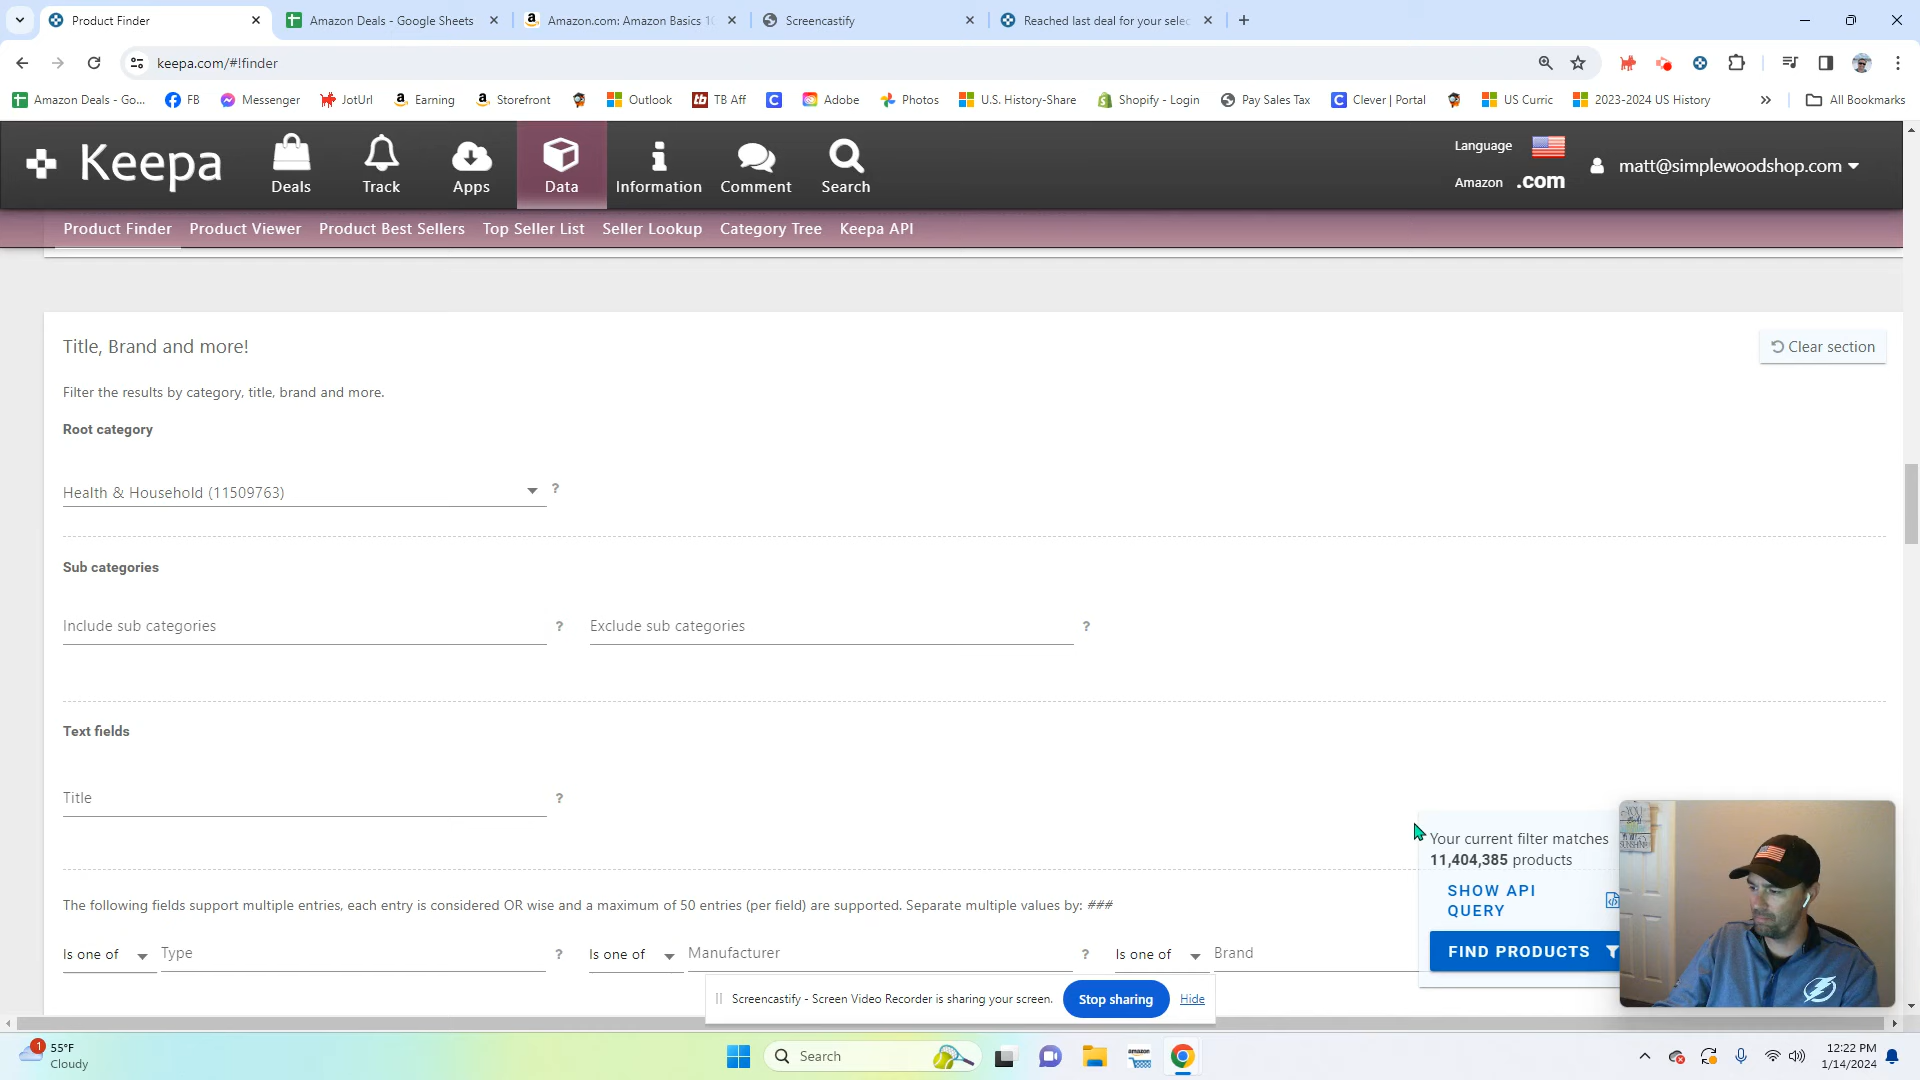 Product Finder
Amazon Deals - Google Sheets
Amazon.com: Amazon Basics 10
Screencastify
Reached last deal for your selec
keepa.com/#!finder
Amazon Deals - Go...
FB
Messenger
JotUrl
Earning
Storefront
Outlook
TB Aff
Adobe
Photos
U.S. History-Share
Shopify - Login
Pay Sales Tax
Clever | Portal
US Curric
2023-2024 US History
All Bookmarks
Keepa
Deals
Track
Apps
Data
Information
Comment
Search
Language
Amazon .com
matt@simplewoodshop.com
Product Finder
Product Viewer
Product Best Sellers
Top Seller List
Seller Lookup
Category Tree
Keepa API
Title, Brand and more!
Clear section
Filter the results by category, title, brand and more.
Root category
Health & Household (11509763)
?
Sub categories
Include sub categories
?
Exclude sub categories
?
Text fields
Title
?
Your current filter matches
11,404,385 products
SHOW API
QUERY
FIND PRODUCTS
The following fields support multiple entries, each entry is considered OR wise and a maximum of 50 entries (per field) are supported. Separate multiple values by: ###
Is one of
Type
?
Is one of
Manufacturer
?
Is one of
Brand
Screencastify - Screen Video Recorder is sharing your screen.
Stop sharing
Hide
1
55°F
Cloudy
Search
amazon
12:22 PM
1/14/2024